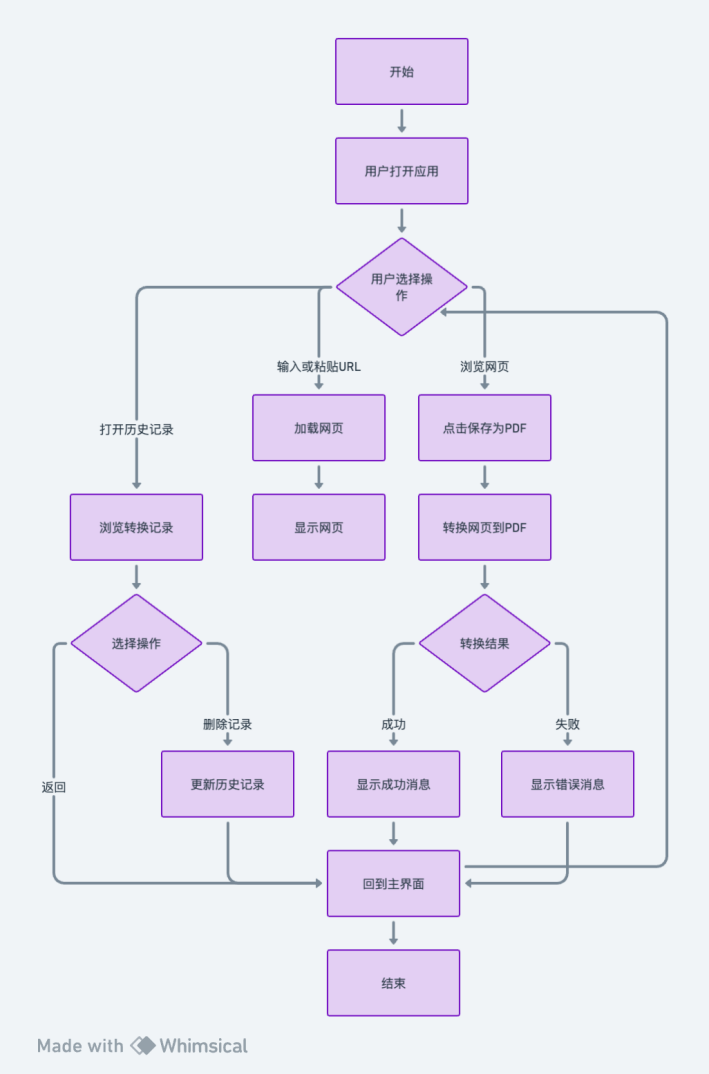 开始
用户打开应用
用户选择操
作
输入或粘贴URL
浏览网页
打开历史记录
加载网页
点击保存为PDF
浏览转换记录
显示网页
转换网页到PDF
选择操作
转换结果
删除记录
成功
失败
返回
更新历史记录
显示成功消息
显示错误消息
回到主界面
结束
Made with Whimsical